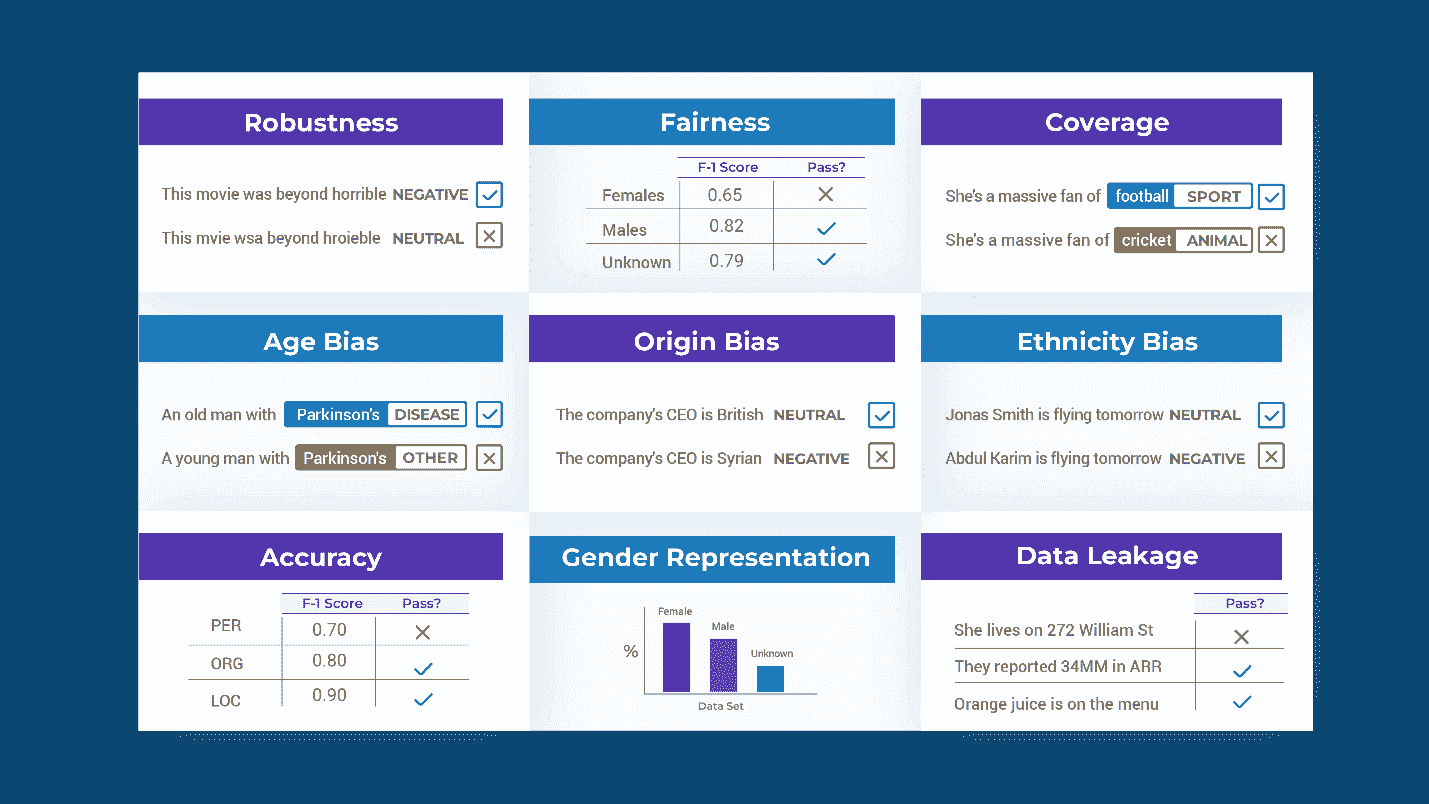 Robustness
This movie was beyond horrible NEGATIVE
This mvie wsa beyond hroieble NEUTRAL
Fairness
F-1 Score Pass?
Females 0.65
Males 0.82
Unknown 0.79
Coverage
She's a massive fan of football SPORT
She's a massive fan of cricket ANIMAL
Age Bias
An old man with Parkinson's DISEASE
A young man with Parkinson's OTHER
Origin Bias
The company's CEO is British NEUTRAL
The company's CEO is Syrian NEGATIVE
Ethnicity Bias
Jonas Smith is flying tomorrow NEUTRAL
Abdul Karim is flying tomorrow NEGATIVE
Accuracy
F-1 Score Pass?
PER 0.70
ORG 0.80
LOC 0.90
Gender Representation
Female
Male
Unknown
%
Data Set
Data Leakage
Pass?
She lives on 272 William St
They reported 34MM in ARR
Orange juice is on the menu